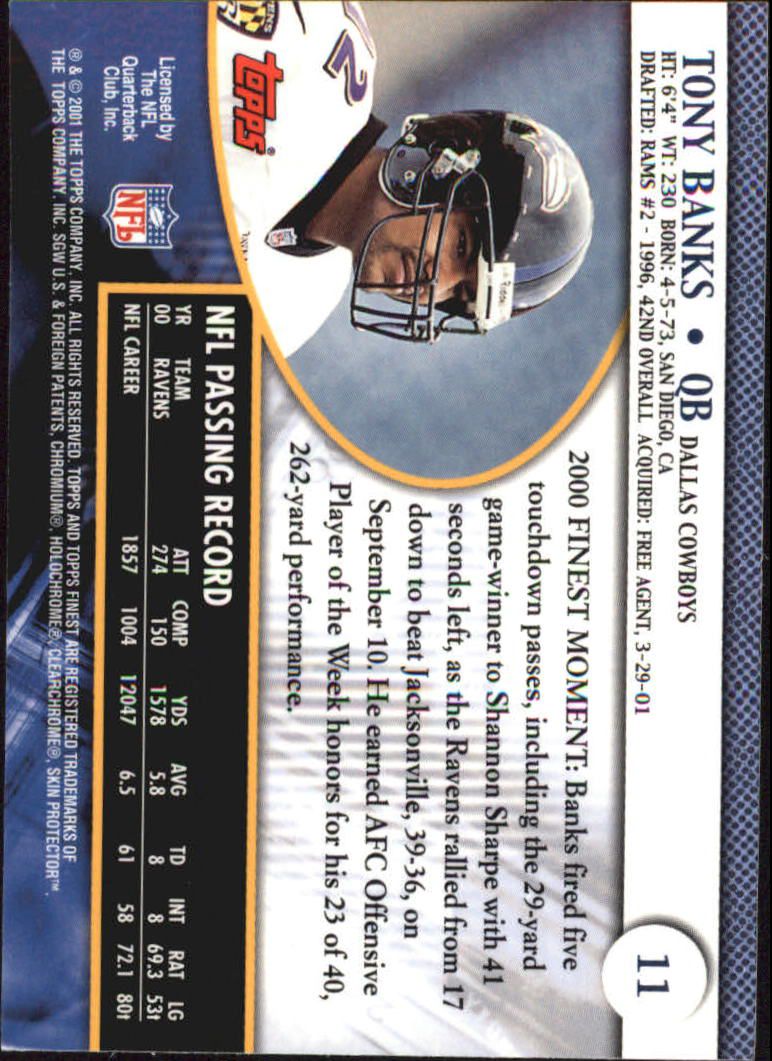 TONY BANKS • QB DALLAS COWBOYS
HT: 6'4" WT: 230 BORN: 4-5-73, SAN DIEGO, CA
DRAFTED: RAMS #2 - 1996, 42ND OVERALL ACQUIRED: FREE AGENT, 3-29-01
11
2000 FINEST MOMENT: Banks fired five
touchdown passes, including the 29-yard
game-winner to Shannon Sharpe with 41
seconds left, as the Ravens rallied from 17
down to beat Jacksonville, 39-36, on
September 10. He earned AFC Offensive
Player of the Week honors for his 23 of 40,
262-yard performance.
Riddell
2
topps®
Licensed by
The NFL
Quarterback
Club, Inc.
NFL
NFL PASSING RECORD
YR TEAM ATT COMP YDS AVG TD INT RAT LG
00 RAVENS 274 150 1578 5.8 8 8 69.3 53t
NFL CAREER 1857 1004 12047 6.5 61 58 72.1 80t
® & © 2001 THE TOPPS COMPANY, INC. ALL RIGHTS RESERVED. TOPPS AND TOPPS FINEST ARE REGISTERED TRADEMARKS OF
THE TOPPS COMPANY, INC. SGW U.S. & FOREIGN PATENTS, CHROMIUM®, HOLOCHROME®, CLEARCHROME®, SKIN PROTECTOR™.